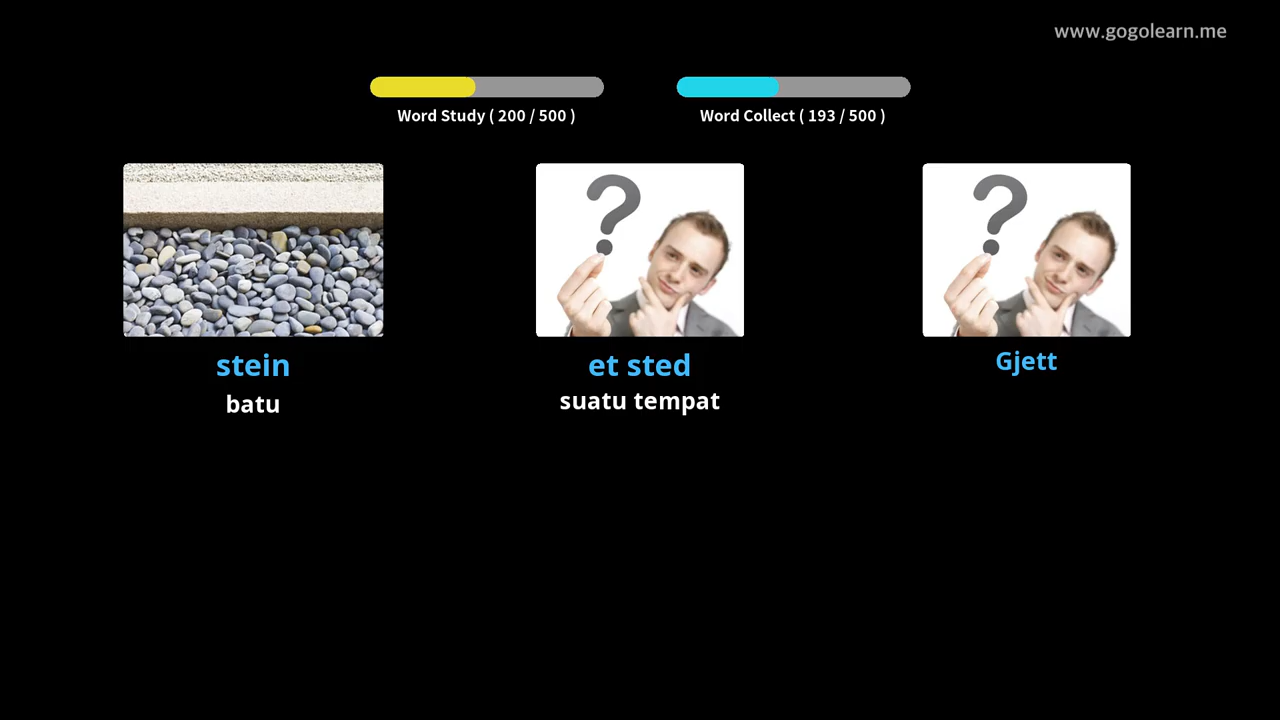 www.gogolearn.me
Word Study ( 200 / 500 )
Word Collect ( 193 / 500 )
stein
batu
et sted
suatu tempat
Gjett